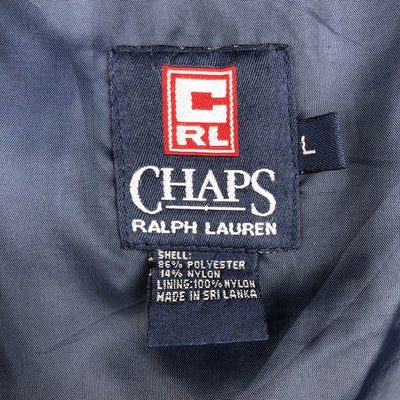 C
RL
L
CHAPS
RALPH LAUREN
SHELL:
86% POLYESTER
14% NYLON
LINING:100% NYLON
MADE IN SRI LANKA